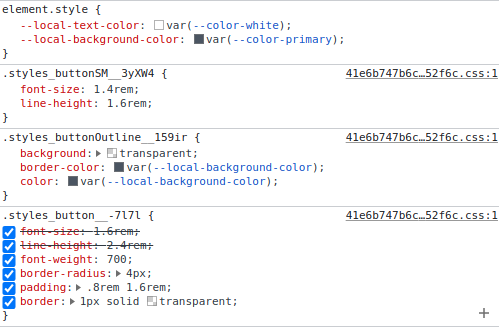 element.style {
--local-text-color: var(--color-white);
--local-background-color: var(--color-primary);
}
.styles_buttonSM__3yXW4 { 41e6b747b6c…52f6c.css:1
font-size: 1.4rem;
line-height: 1.6rem;
}
.styles_buttonOutline__159ir { 41e6b747b6c…52f6c.css:1
background: transparent;
border-color: var(--local-background-color);
color: var(--local-background-color);
}
.styles_button__-7l7l { 41e6b747b6c…52f6c.css:1
font-size: 1.6rem;
line-height: 2.4rem;
font-weight: 700;
border-radius: 4px;
padding: .8rem 1.6rem;
border: 1px solid transparent;
}